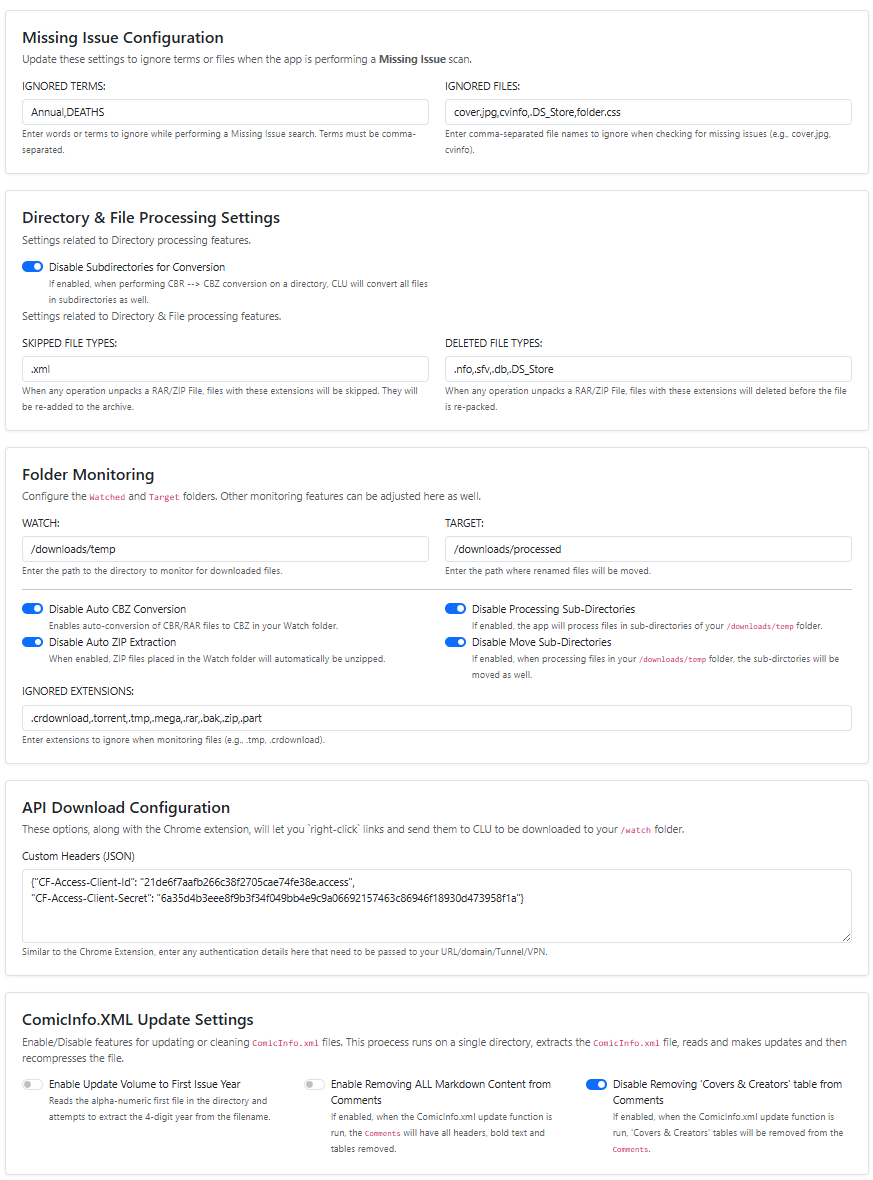 Missing Issue Configuration
Update these settings to ignore terms or files when the app is performing a Missing Issue scan.
IGNORED TERMS:
Annual,DEATHS
Enter words or terms to ignore while performing a Missing Issue search. Terms must be comma-
separated.
IGNORED FILES:
cover.jpg,cvinfo,.DS_Store,folder.css
Enter comma-separated file names to ignore when checking for missing issues (e.g., cover.jpg,
cvinfo).
Directory & File Processing Settings
Settings related to Directory processing features.
Disable Subdirectories for Conversion
If enabled, when performing CBR --> CBZ conversion on a directory, CLU will convert all files
in subdirectories as well.
Settings related to Directory & File processing features.
SKIPPED FILE TYPES:
.xml
When any operation unpacks a RAR/ZIP File, files with these extensions will be skipped. They will
be re-added to the archive.
DELETED FILE TYPES:
.nfo,.sfv,.db,.DS_Store
When any operation unpacks a RAR/ZIP File, files with these extensions will deleted before the file
is re-packed.
Folder Monitoring
Configure the Watched and Target folders. Other monitoring features can be adjusted here as well.
WATCH:
/downloads/temp
Enter the path to the directory to monitor for downloaded files.
TARGET:
/downloads/processed
Enter the path where renamed files will be moved.
Disable Auto CBZ Conversion
Enables auto-conversion of CBR/RAR files to CBZ in your Watch folder.
Disable Auto ZIP Extraction
When enabled, ZIP files placed in the Watch folder will automatically be unzipped.
Disable Processing Sub-Directories
If enabled, the app will process files in sub-directories of your /downloads/temp folder.
Disable Move Sub-Directories
If enabled, when processing files in your /downloads/temp folder, the sub-dirctories will be
moved as well.
IGNORED EXTENSIONS:
.crdownload,.torrent,.tmp,.mega,.rar,.bak,.zip,.part
Enter extensions to ignore when monitoring files (e.g., .tmp, .crdownload).
API Download Configuration
These options, along with the Chrome extension, will let you `right-click` links and send them to CLU to be downloaded to your /watch folder.
Custom Headers (JSON)
{"CF-Access-Client-Id": "21de6f7aafb266c38f2705cae74fe38e.access",
"CF-Access-Client-Secret": "6a35d4b3eee8f9b3f34f049bb4e9c9a06692157463c86946f18930d473958f1a"}
Similar to the Chrome Extension, enter any authentication details here that need to be passed to your URL/domain/Tunnel/VPN.
ComicInfo.XML Update Settings
Enable/Disable features for updating or cleaning ComicInfo.xml files. This proecess runs on a single directory, extracts the ComicInfo.xml file, reads and makes updates and then
recompresses the file.
Enable Update Volume to First Issue Year
Reads the alpha-numeric first file in the directory and
attempts to extract the 4-digit year from the filename.
Enable Removing ALL Markdown Content from
Comments
If enabled, when the ComicInfo.xml update function is
run, the Comments will have all headers, bold text and
tables removed.
Disable Removing 'Covers & Creators' table from
Comments
If enabled, when the ComicInfo.xml update function is
run, 'Covers & Creators' tables will be removed from the
Comments.